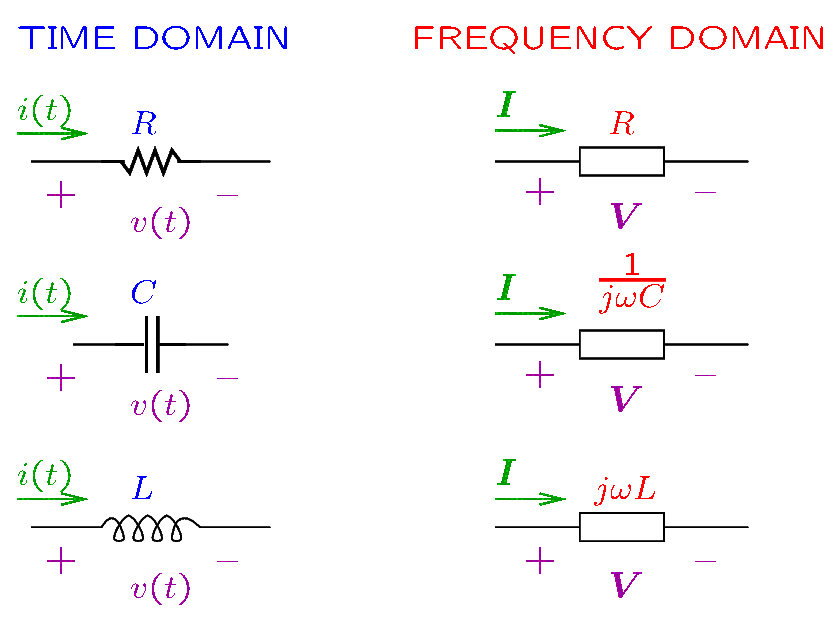 TIME DOMAIN
FREQUENCY DOMAIN
i(t)
R
+ −
v(t)
I
R
+ −
V
i(t)
C
+ −
v(t)
I
1
jωC
+ −
V
i(t)
L
+ −
v(t)
I
jωL
+ −
V